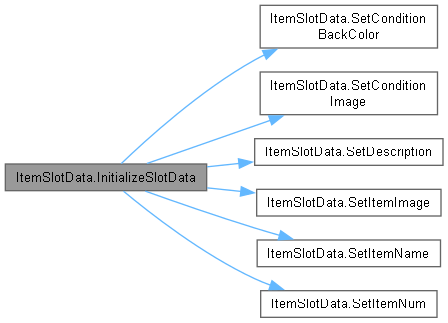 ItemSlotData.SetCondition
BackColor
ItemSlotData.SetCondition
Image
ItemSlotData.InitializeSlotData
ItemSlotData.SetDescription
ItemSlotData.SetItemImage
ItemSlotData.SetItemName
ItemSlotData.SetItemNum